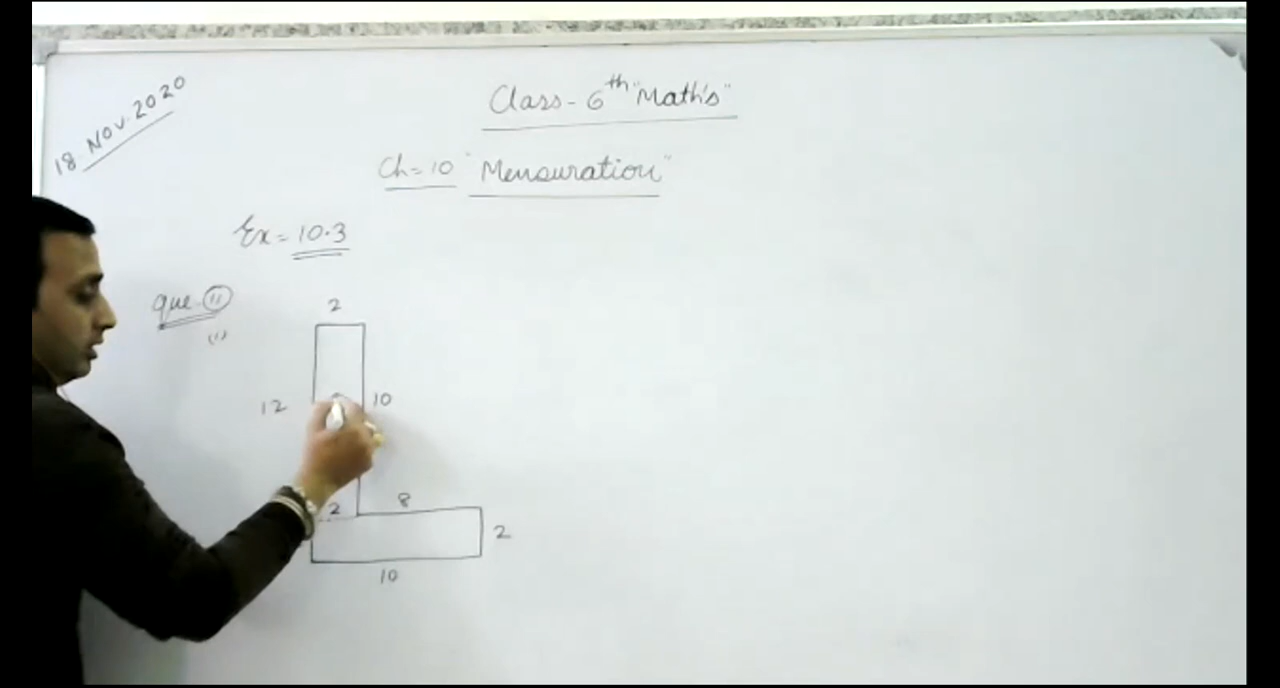 18 NOV. 2020
Class - 6th "Math's"
Ch = 10 "Mensuration"
Ex = 10.3
que. 11
(i)
2
12
10
2
8
2
10